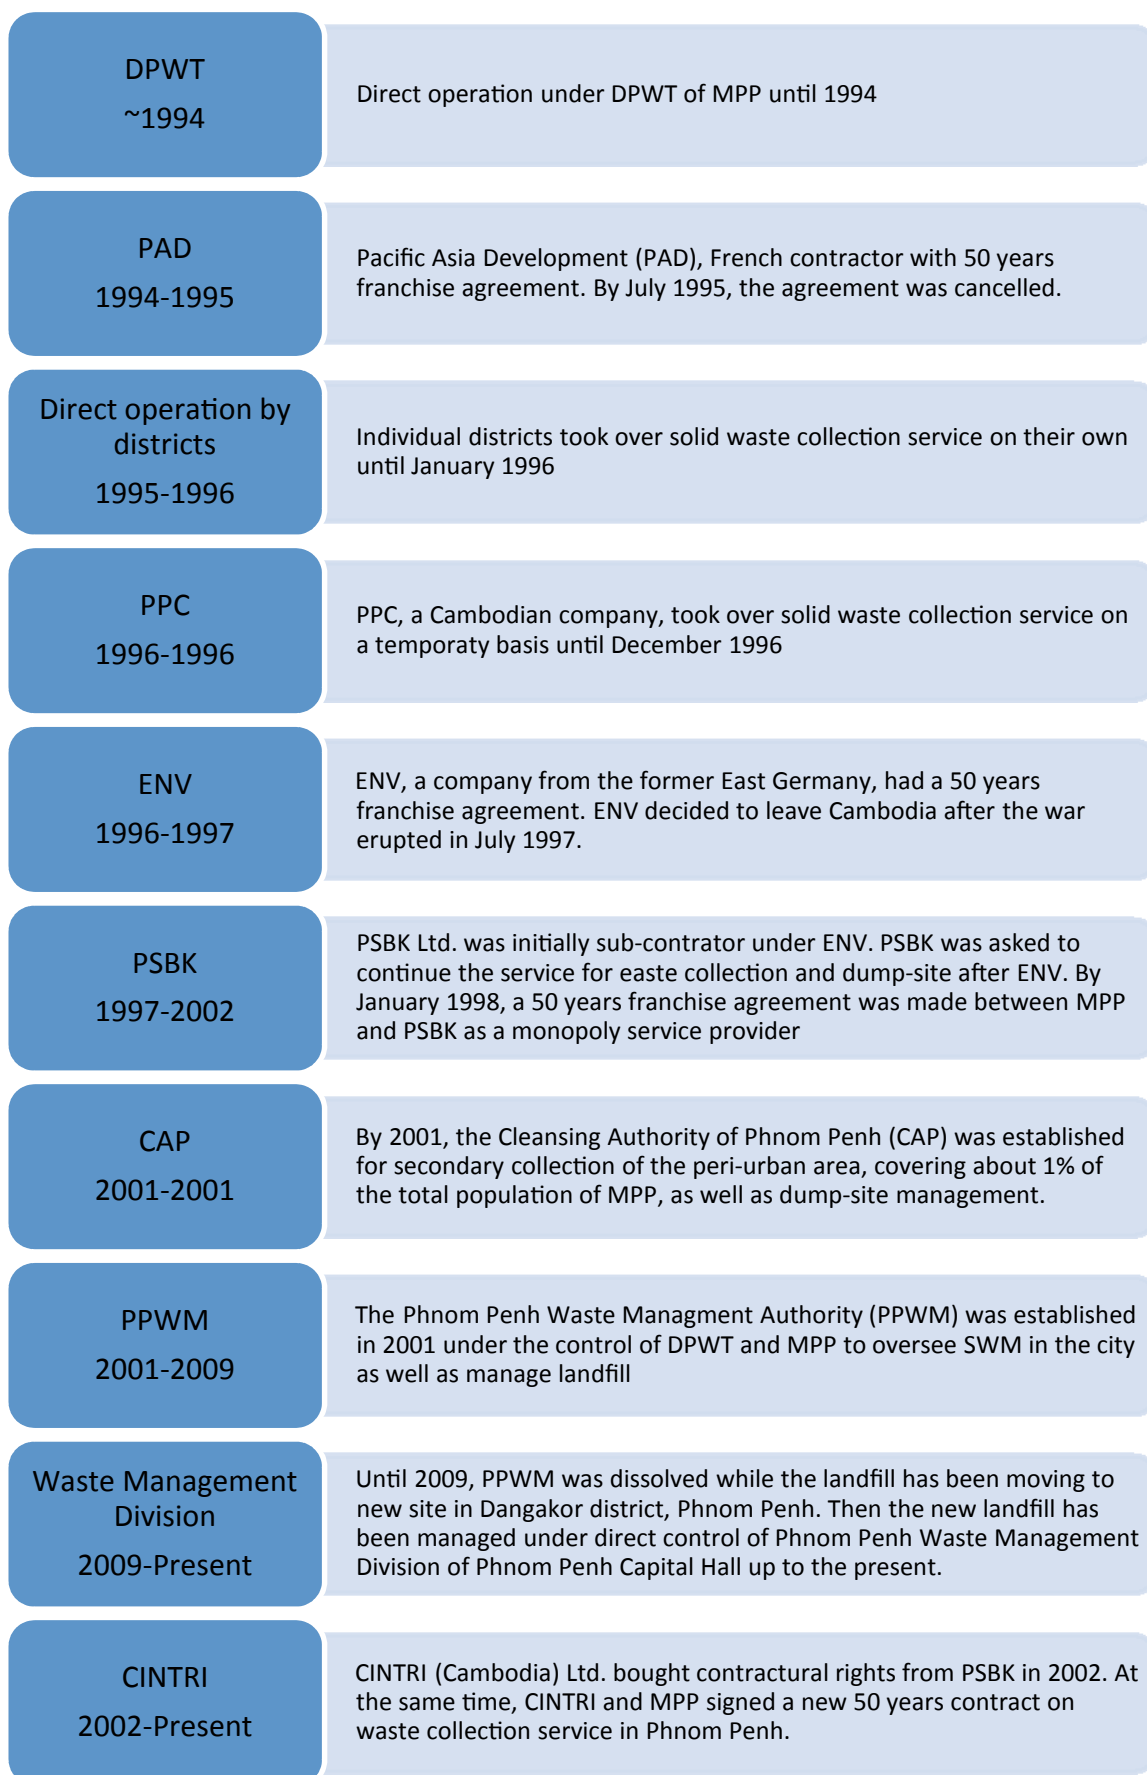 DPWT
~1994
Direct operation under DPWT of MPP until 1994
PAD
1994-1995
Pacific Asia Development (PAD), French contractor with 50 years
franchise agreement. By July 1995, the agreement was cancelled.
Direct operation by
districts
1995-1996
Individual districts took over solid waste collection service on their own
until January 1996
PPC
1996-1996
PPC, a Cambodian company, took over solid waste collection service on
a temporaty basis until December 1996
ENV
1996-1997
ENV, a company from the former East Germany, had a 50 years
franchise agreement. ENV decided to leave Cambodia after the war
erupted in July 1997.
PSBK
1997-2002
PSBK Ltd. was initially sub-contrator under ENV. PSBK was asked to
continue the service for easte collection and dump-site after ENV. By
January 1998, a 50 years franchise agreement was made between MPP
and PSBK as a monopoly service provider
CAP
2001-2001
By 2001, the Cleansing Authority of Phnom Penh (CAP) was established
for secondary collection of the peri-urban area, covering about 1% of
the total population of MPP, as well as dump-site management.
PPWM
2001-2009
The Phnom Penh Waste Managment Authority (PPWM) was established
in 2001 under the control of DPWT and MPP to oversee SWM in the city
as well as manage landfill
Waste Management
Division
2009-Present
Until 2009, PPWM was dissolved while the landfill has been moving to
new site in Dangakor district, Phnom Penh. Then the new landfill has
been managed under direct control of Phnom Penh Waste Management
Division of Phnom Penh Capital Hall up to the present.
CINTRI
2002-Present
CINTRI (Cambodia) Ltd. bought contractural rights from PSBK in 2002. At
the same time, CINTRI and MPP signed a new 50 years contract on
waste collection service in Phnom Penh.